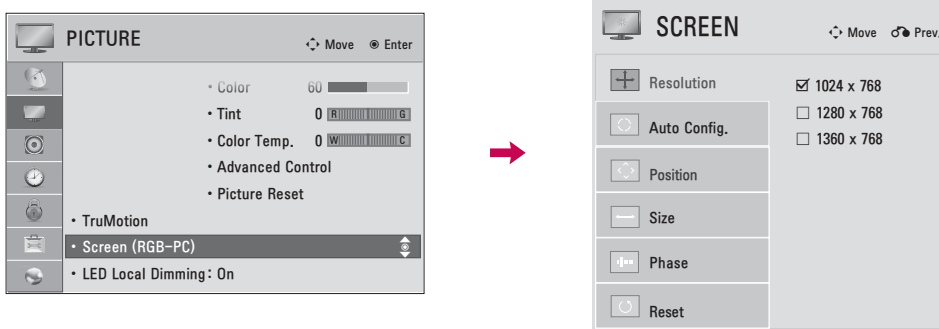 PICTURE
Move Enter
• Color 60
• Tint 0 R G
• Color Temp. 0 W C
• Advanced Control
• Picture Reset
• TruMotion
• Screen (RGB-PC)
• LED Local Dimming: On
SCREEN
Move Prev.
Resolution
Auto Config.
Position
Size
Phase
Reset
☑ 1024 x 768
☐ 1280 x 768
☐ 1360 x 768